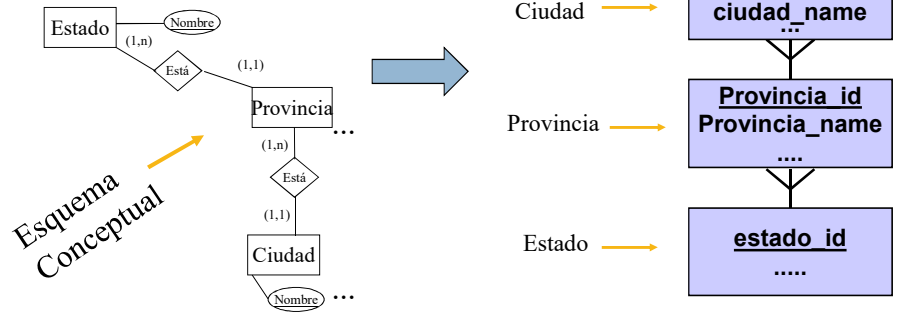 Estado
Nombre
(1,n)
Está
(1,1)
Provincia
...
(1,n)
Está
(1,1)
Ciudad
Nombre
...
Esquema
Conceptual
Ciudad
ciudad_name
...
Provincia
Provincia_id
Provincia_name
....
Estado
estado_id
.....